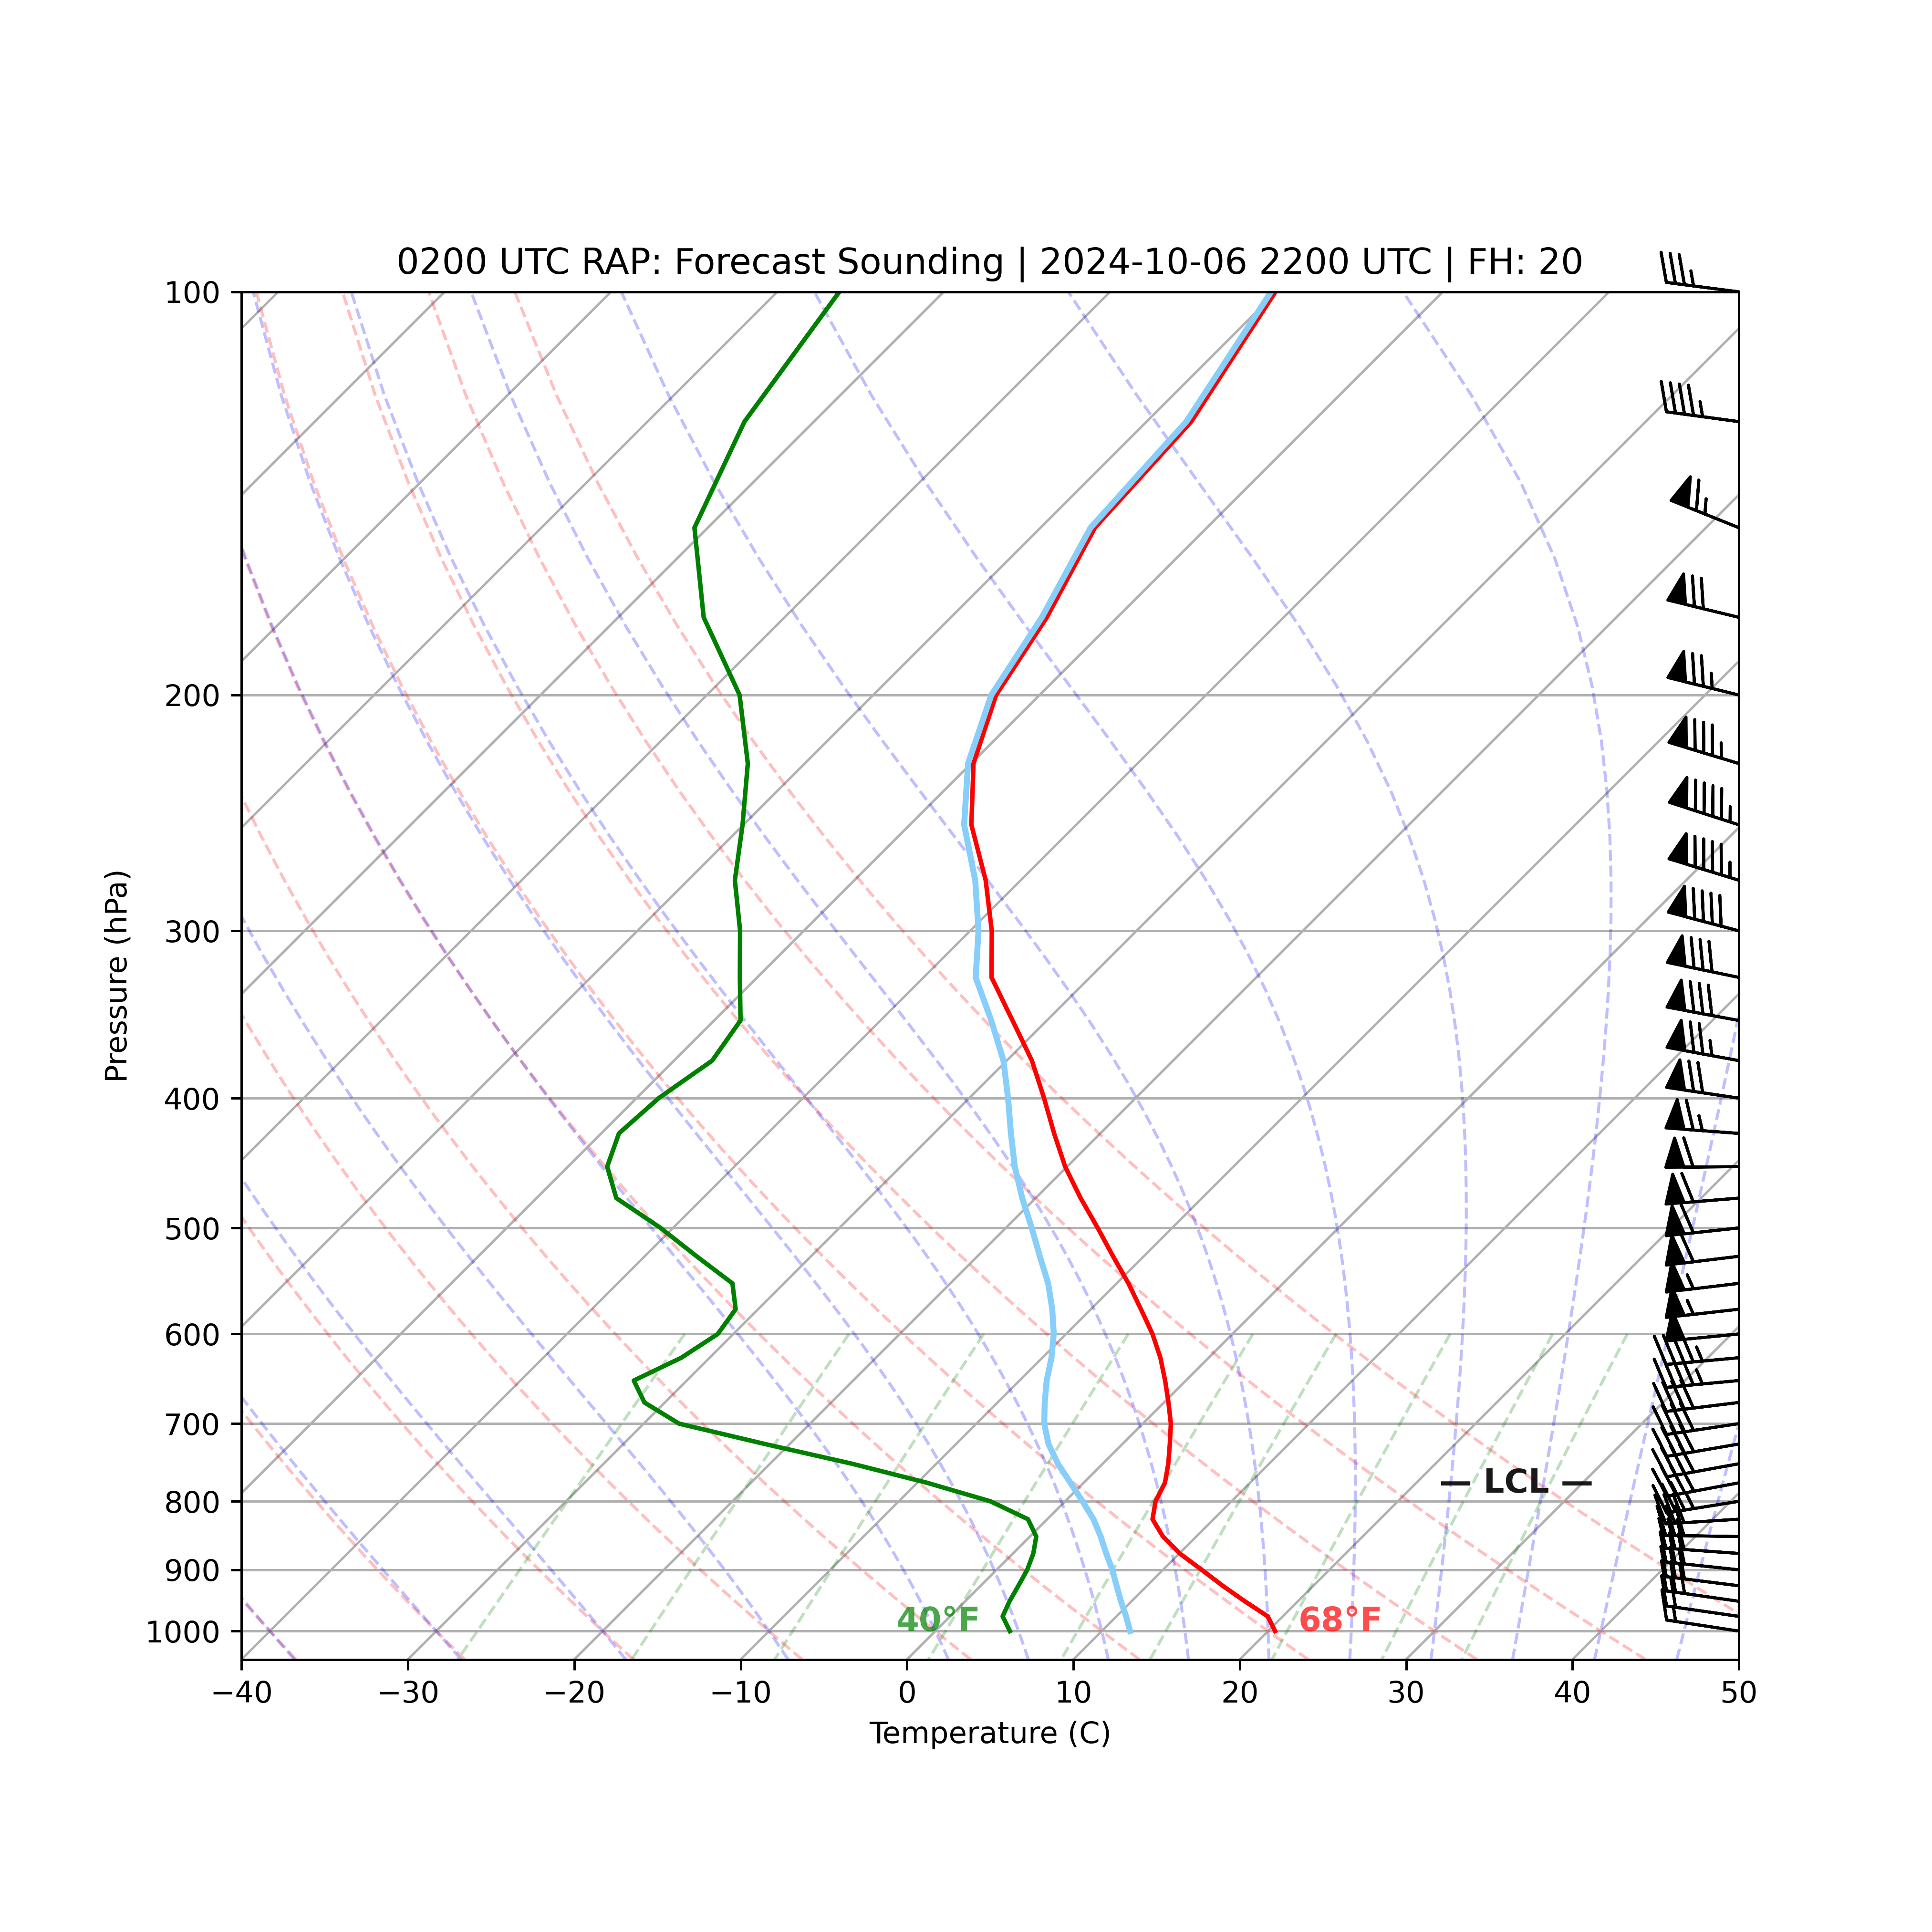 0200 UTC RAP: Forecast Sounding | 2024-10-06 2200 UTC | FH: 20
100
200
300
400
500
600
700
800
900
1000
Pressure (hPa)
— LCL —
40°F
68°F
−40 −30 −20 −10 0 10 20 30 40 50
Temperature (C)